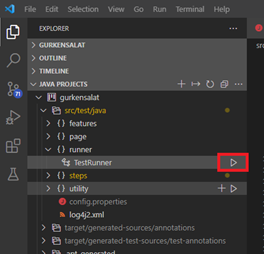 File Edit Selection View Go Run Terminal Help
EXPLORER
GURKENSALAT
OUTLINE
TIMELINE
JAVA PROJECTS
gurkensalat
src/test/java
{} features
{} page
{} runner
TestRunner
{} steps
{} utility
config.properties
log4j2.xml
target/generated-sources/annotations
target/generated-test-sources/test-annotations
71